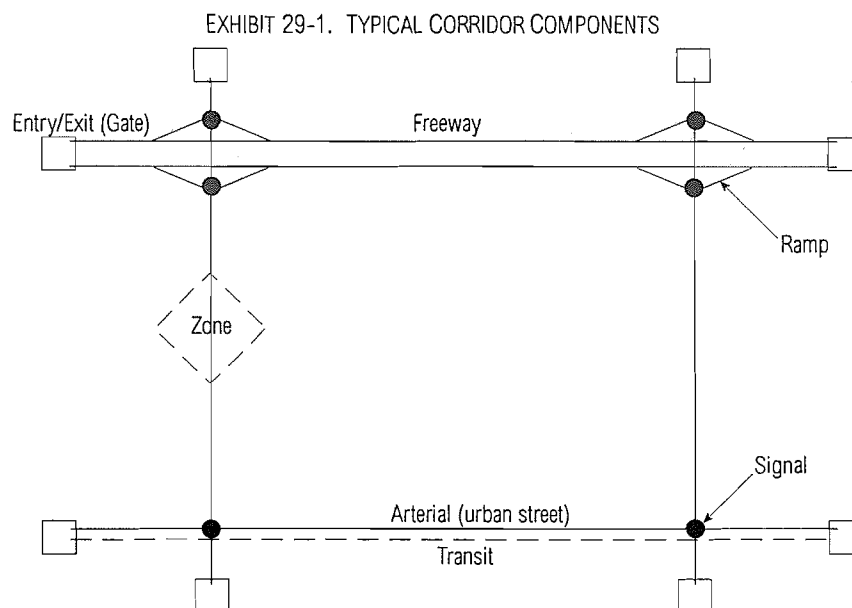 EXHIBIT 29-1. TYPICAL CORRIDOR COMPONENTS
Entry/Exit (Gate)
Freeway
Ramp
Zone
Signal
Arterial (urban street)
Transit